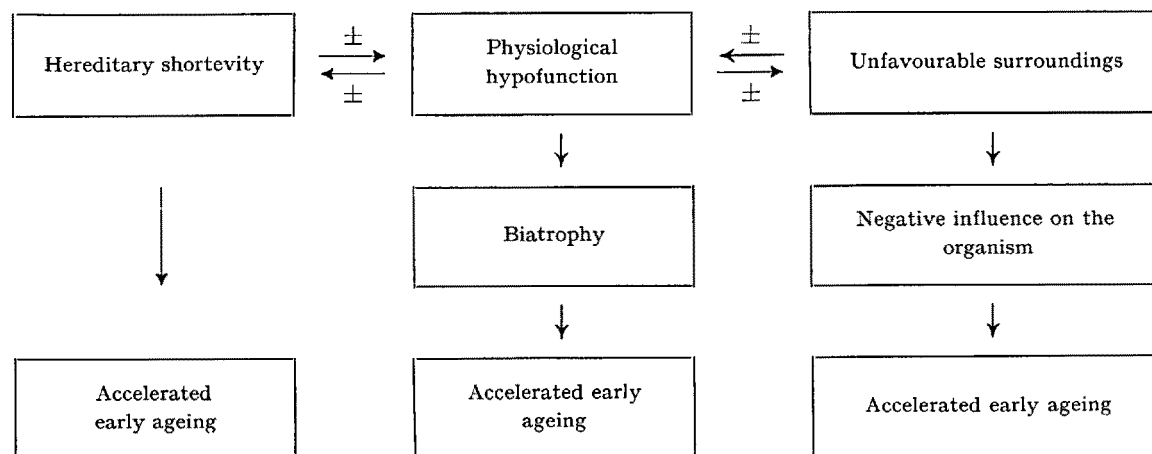 Hereditary shortevity
±
±
Physiological
hypofunction
±
±
Unfavourable surroundings
Biatrophy
Negative influence on the
organism
Accelerated
early ageing
Accelerated early
ageing
Accelerated early ageing